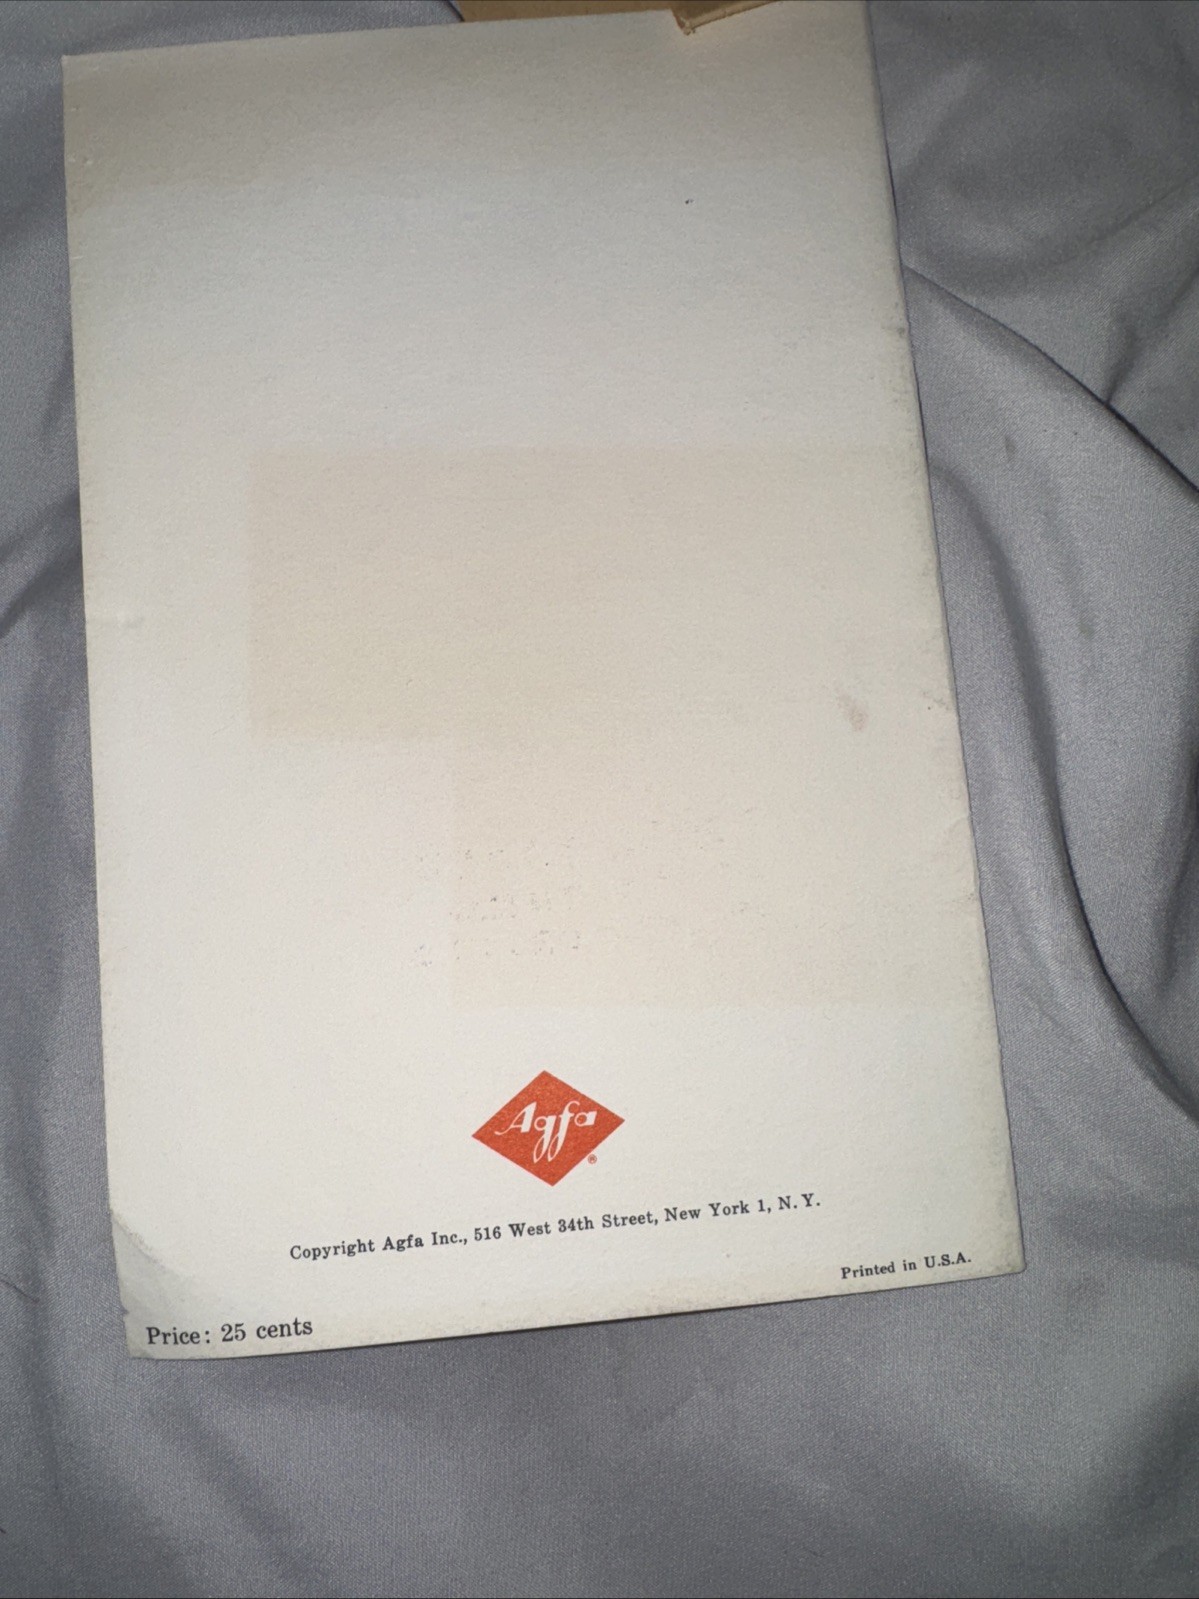 Agfa
®
Copyright Agfa Inc., 516 West 34th Street, New York 1, N. Y.
Printed in U.S.A.
Price: 25 cents